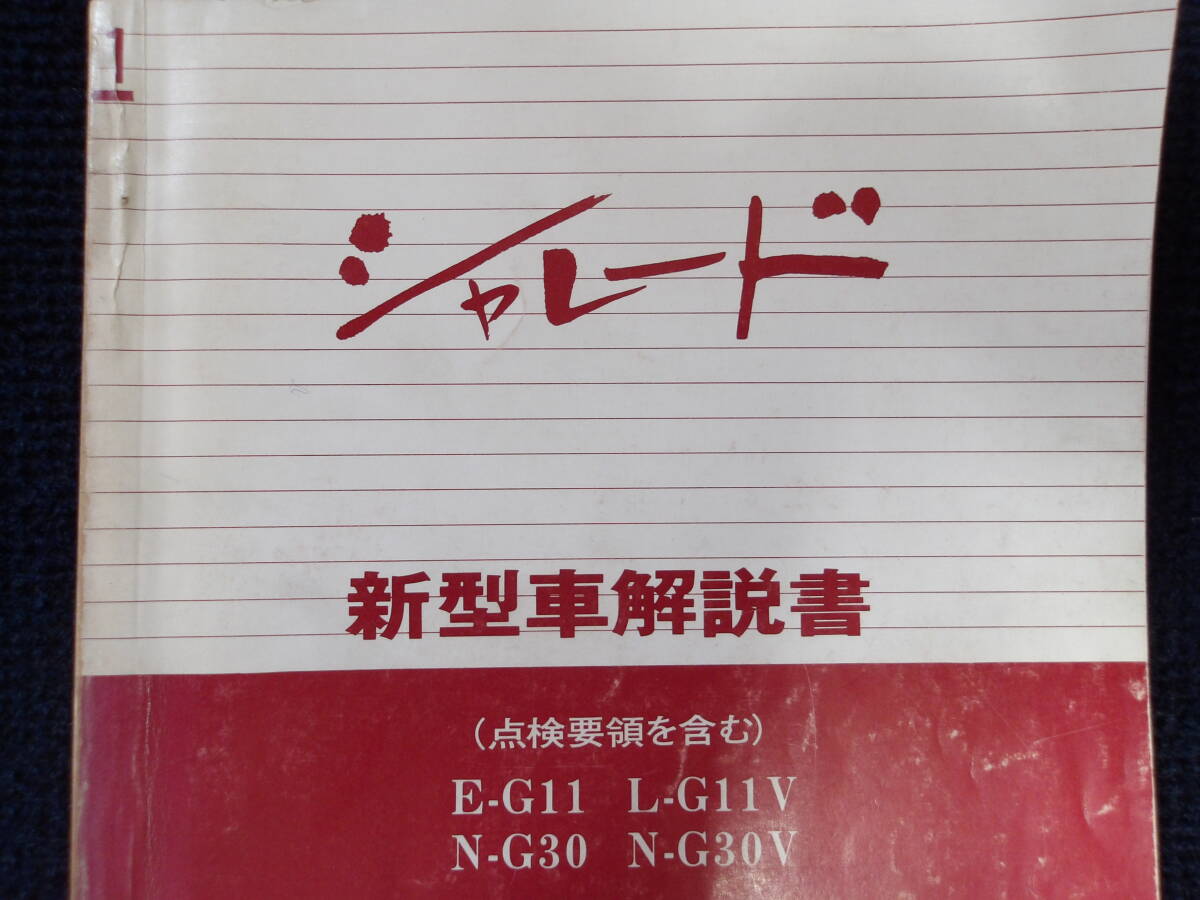 1
シャレード
新型車解説書
(点検要領を含む)
E-G11 L-G11V
N-G30 N-G30V